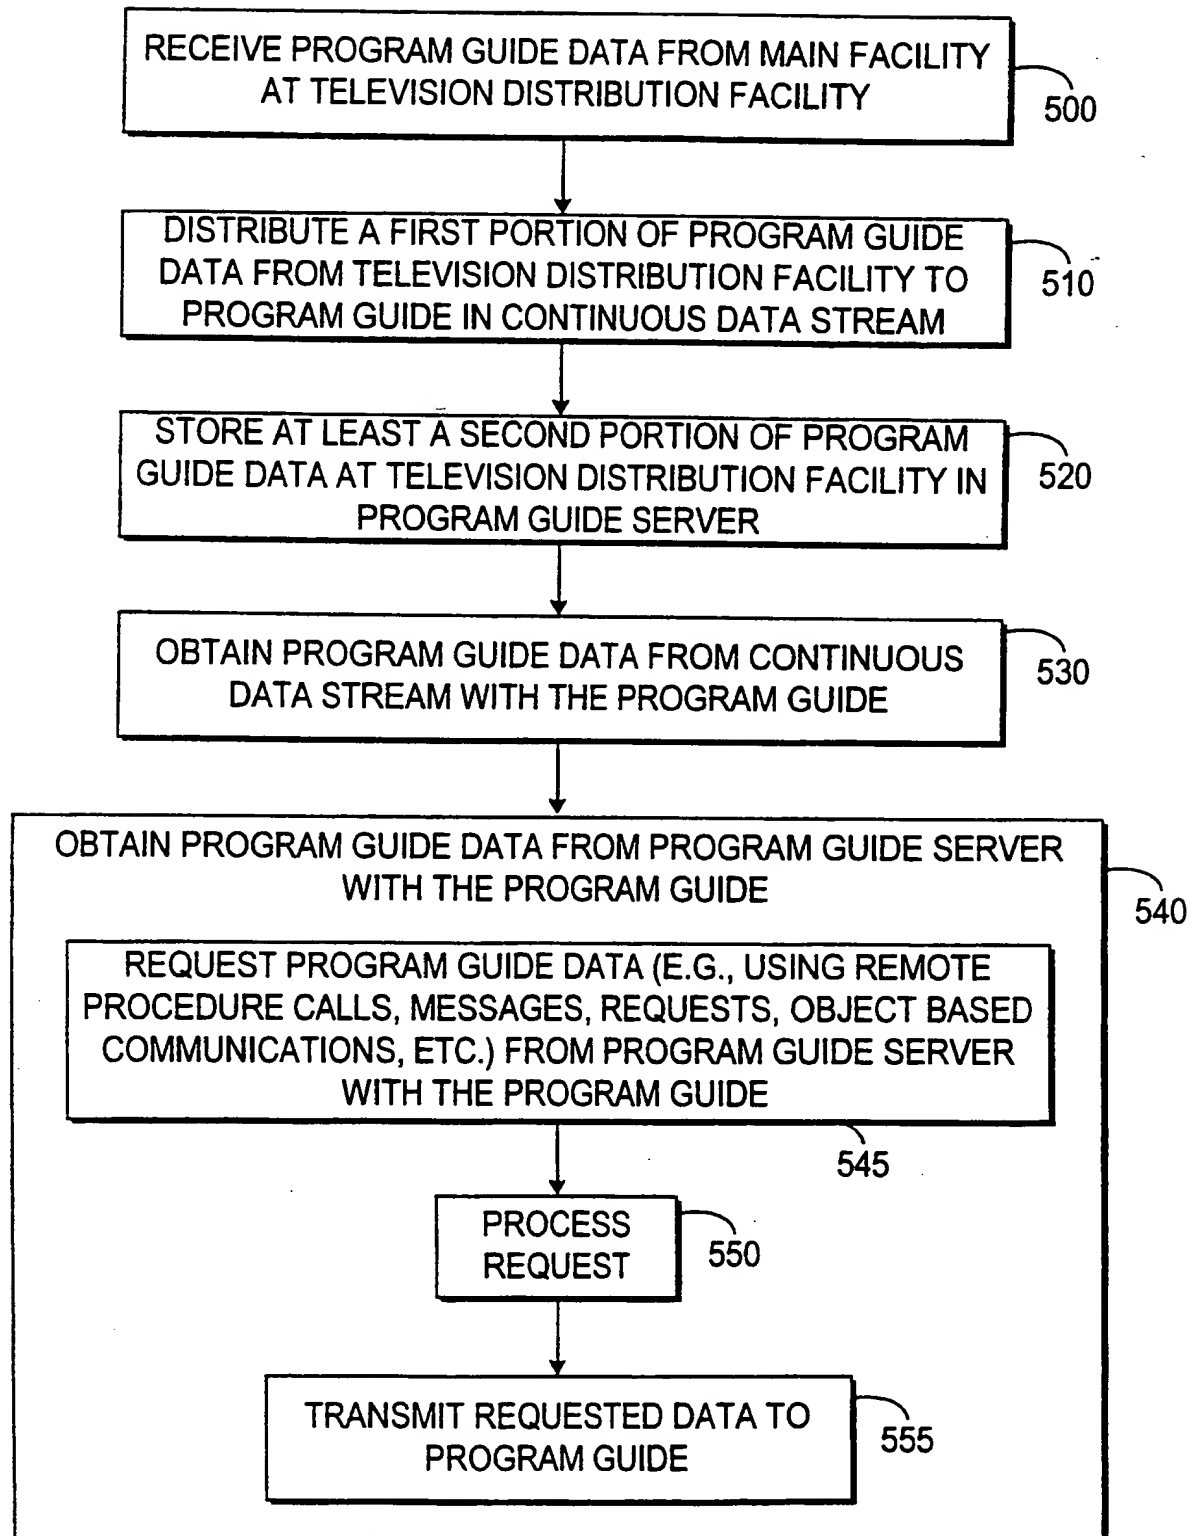 RECEIVE PROGRAM GUIDE DATA FROM MAIN FACILITY
AT TELEVISION DISTRIBUTION FACILITY
500
DISTRIBUTE A FIRST PORTION OF PROGRAM GUIDE
DATA FROM TELEVISION DISTRIBUTION FACILITY TO
PROGRAM GUIDE IN CONTINUOUS DATA STREAM
510
STORE AT LEAST A SECOND PORTION OF PROGRAM
GUIDE DATA AT TELEVISION DISTRIBUTION FACILITY IN
PROGRAM GUIDE SERVER
520
OBTAIN PROGRAM GUIDE DATA FROM CONTINUOUS
DATA STREAM WITH THE PROGRAM GUIDE
530
OBTAIN PROGRAM GUIDE DATA FROM PROGRAM GUIDE SERVER
WITH THE PROGRAM GUIDE
540
REQUEST PROGRAM GUIDE DATA (E.G., USING REMOTE
PROCEDURE CALLS, MESSAGES, REQUESTS, OBJECT BASED
COMMUNICATIONS, ETC.) FROM PROGRAM GUIDE SERVER
WITH THE PROGRAM GUIDE
545
PROCESS
REQUEST
550
TRANSMIT REQUESTED DATA TO
PROGRAM GUIDE
555